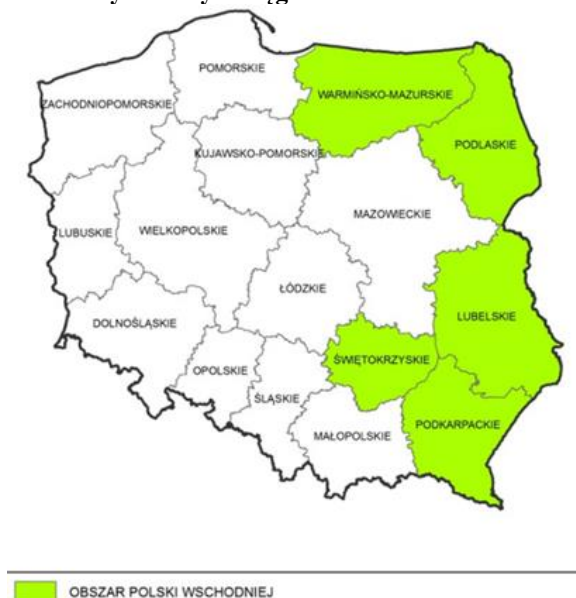 POMORSKIE
WARMIŃSKO-MAZURSKIE
ZACHODNIOPOMORSKIE
PODLASKIE
KUJAWSKO-POMORSKIE
MAZOWIECKIE
LUBUSKIE
WIELKOPOLSKIE
ŁÓDZKIE
LUBELSKIE
DOLNOŚLĄSKIE
ŚWIĘTOKRZYSKIE
OPOLSKIE
ŚLĄSKIE
PODKARPACKIE
MAŁOPOLSKIE
OBSZAR POLSKI WSCHODNIEJ